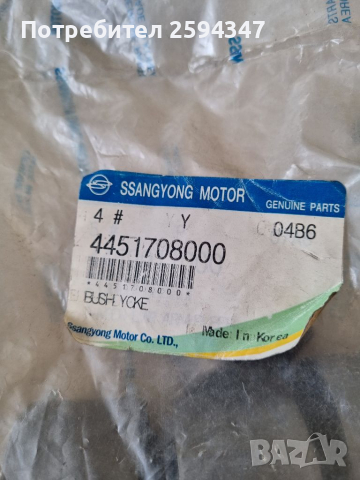 Потребител 2594347
SSANGYONG MOTOR
GENUINE PARTS
4 # Y 0486
4451708000
*4451708000*
BUSH.YOKE
Ssangyong Motor Co. LTD.,
Made In Korea
BAZAR